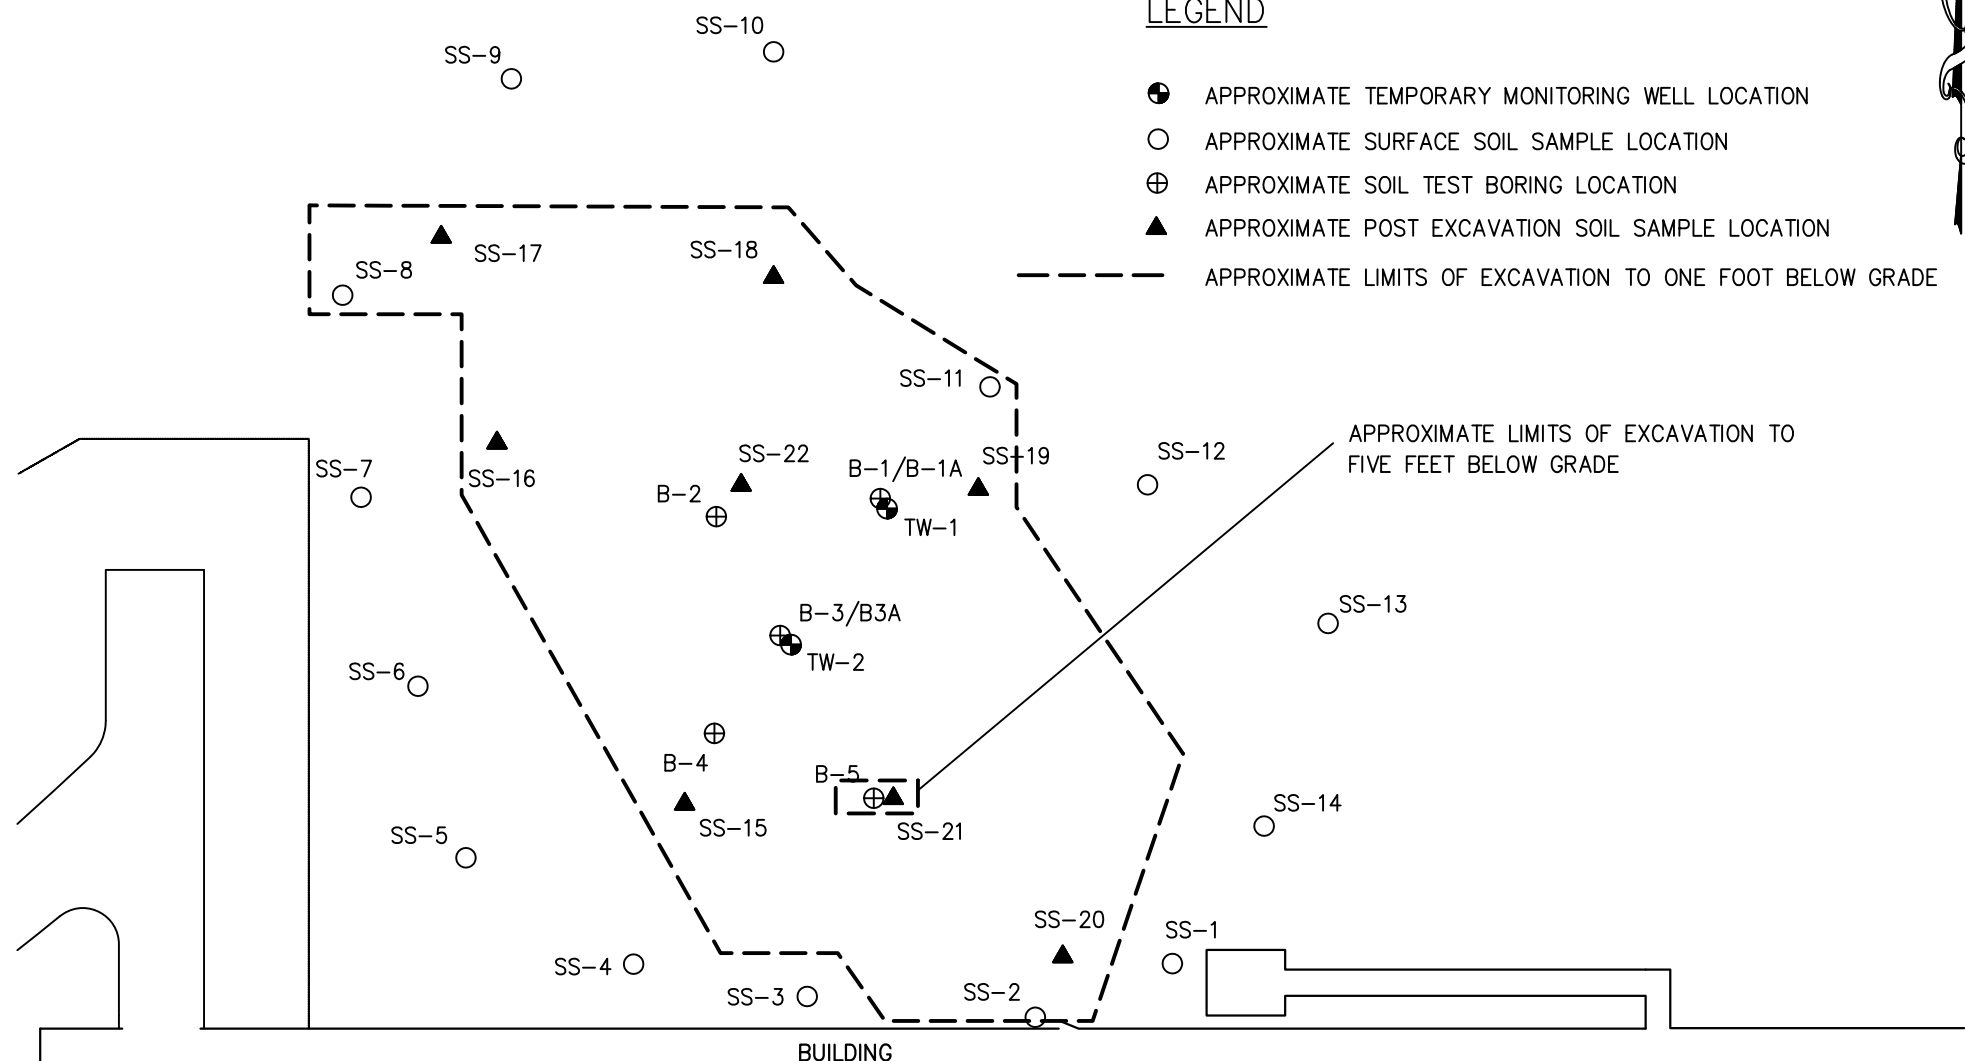 LEGEND
SS-10
SS-9
APPROXIMATE TEMPORARY MONITORING WELL LOCATION
APPROXIMATE SURFACE SOIL SAMPLE LOCATION
APPROXIMATE SOIL TEST BORING LOCATION
APPROXIMATE POST EXCAVATION SOIL SAMPLE LOCATION
APPROXIMATE LIMITS OF EXCAVATION TO ONE FOOT BELOW GRADE
SS-17
SS-18
SS-8
SS-11
APPROXIMATE LIMITS OF EXCAVATION TO
FIVE FEET BELOW GRADE
SS-7
SS-16
SS-22
B-1/B-1A
SS-19
SS-12
B-2
TW-1
B-3/B3A
SS-13
TW-2
SS-6
B-4
B-5
SS-14
SS-15
SS-21
SS-5
SS-20
SS-1
SS-4
SS-3
SS-2
BUILDING